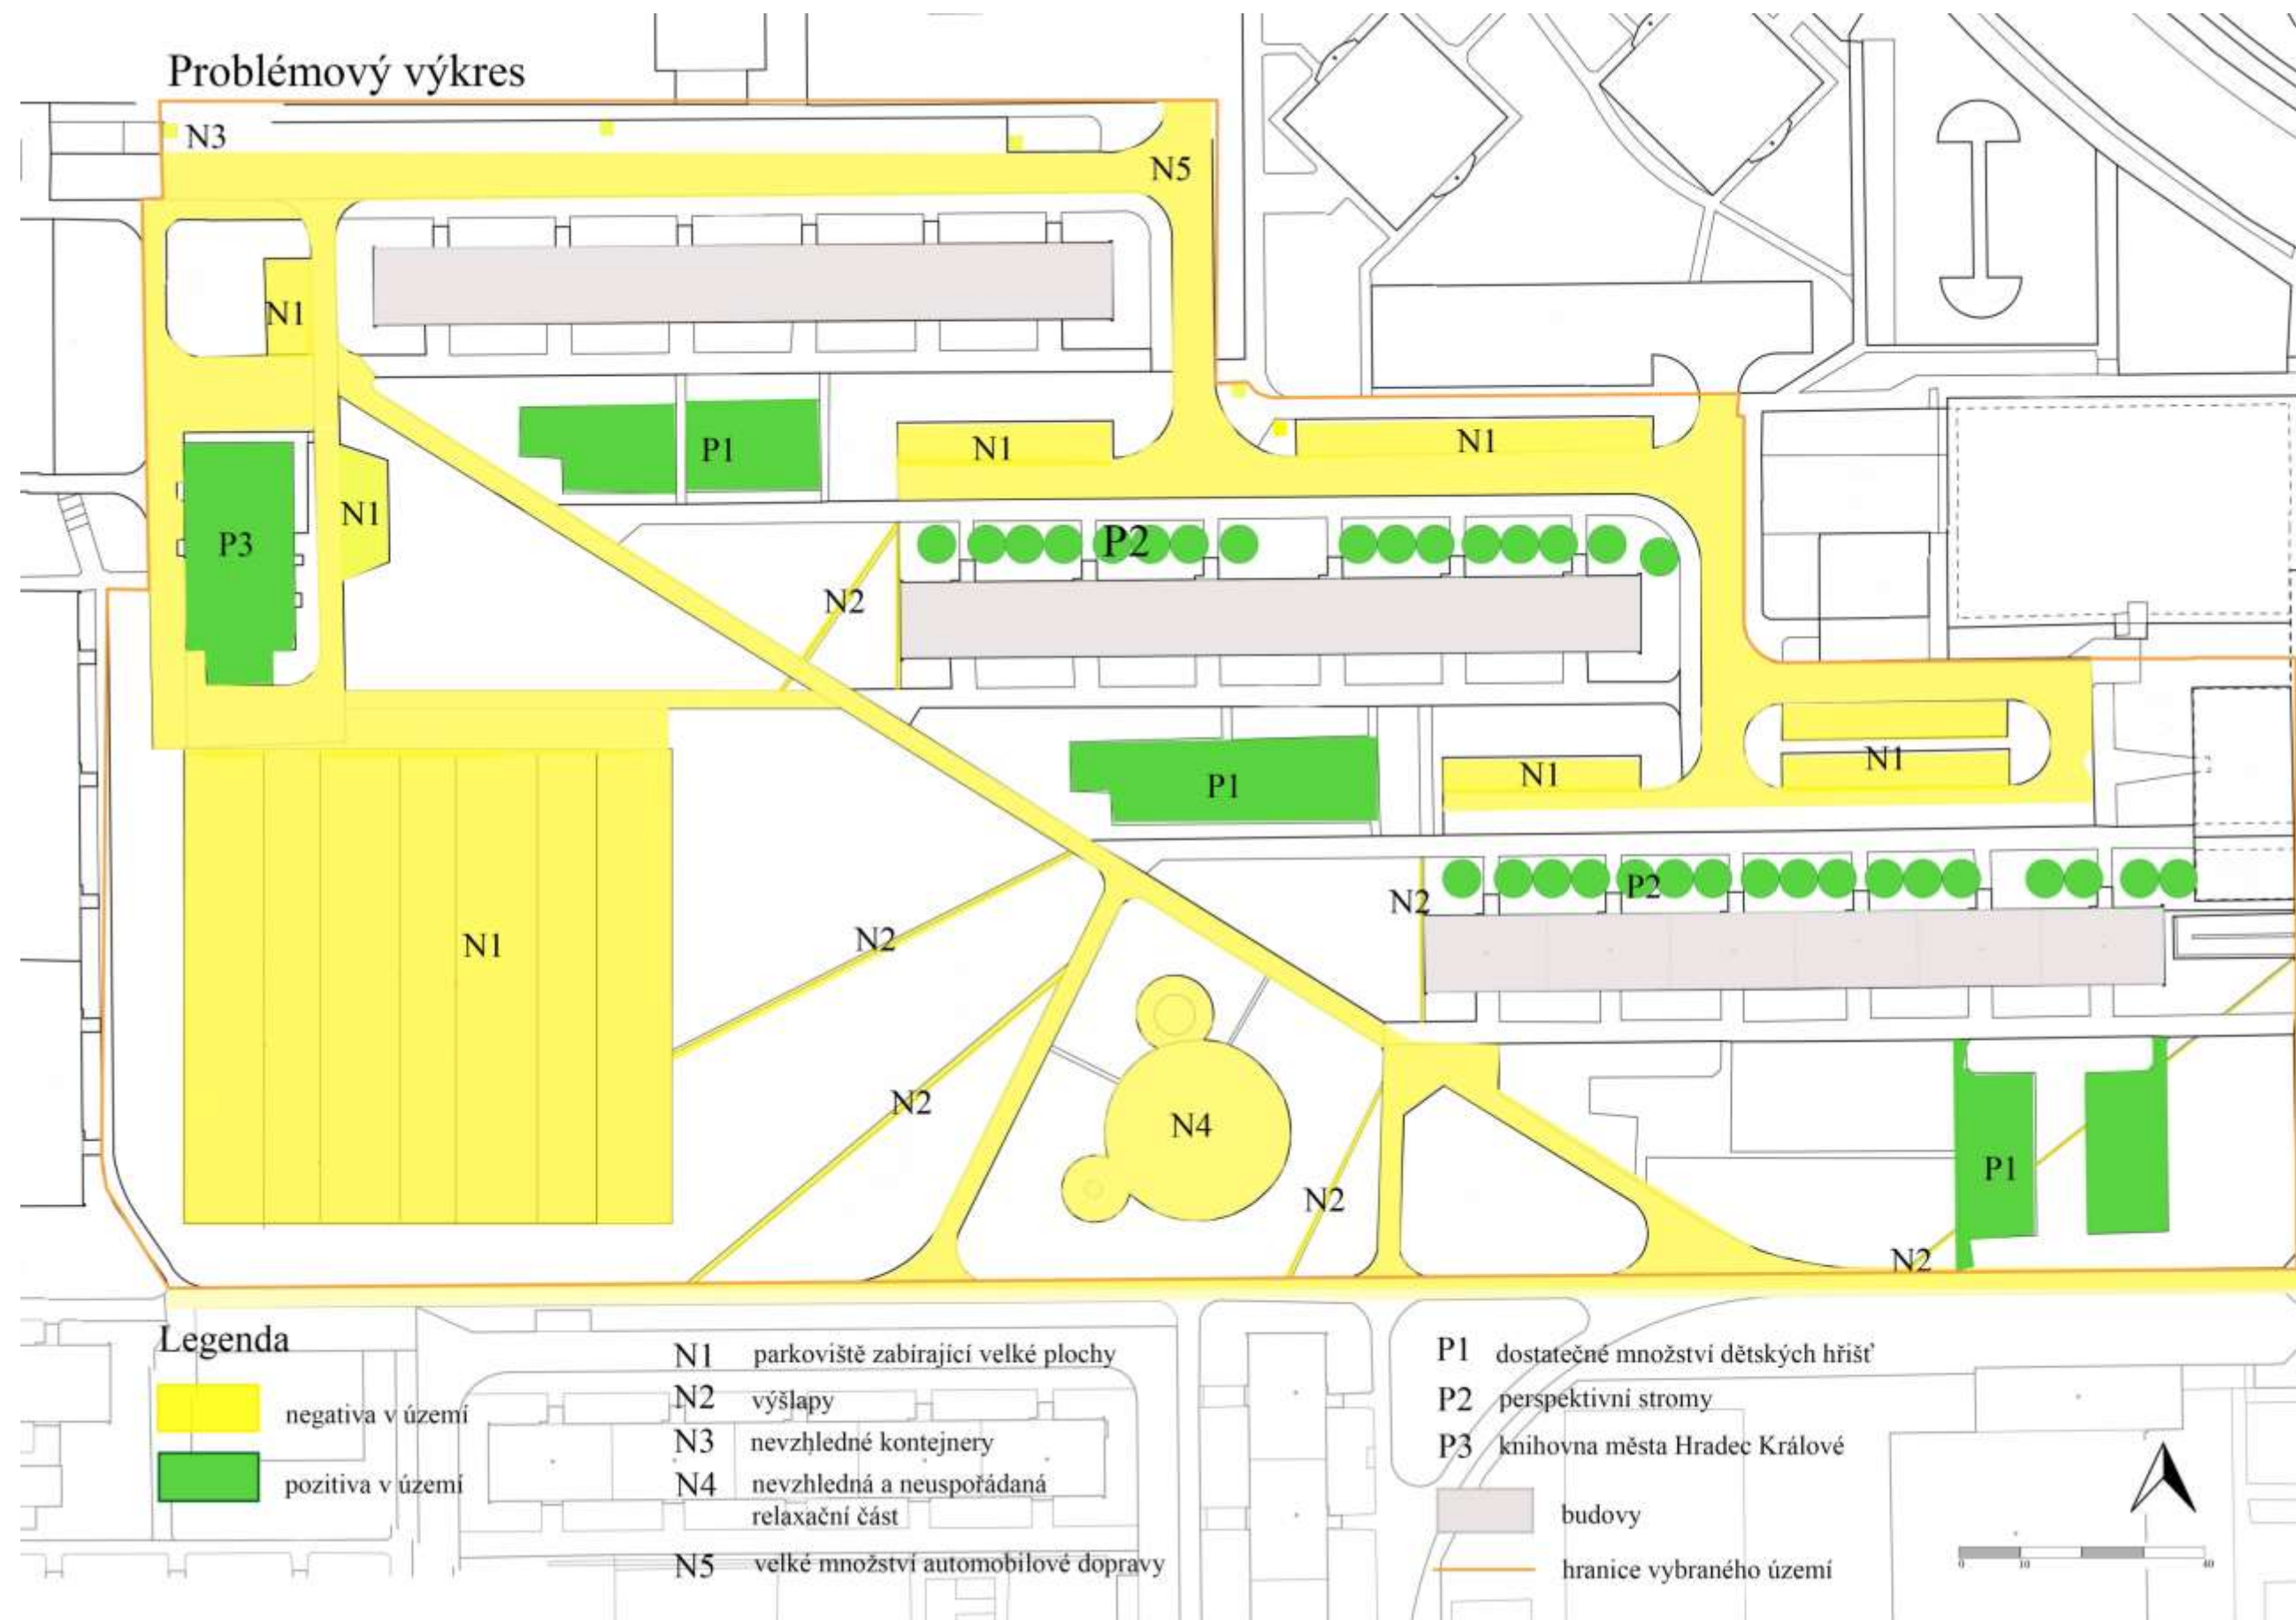 Problémový výkres
N3
N5
N1
P1
N1
N1
N1
P3
P2
N2
P1
N1
N1
P2
N2
N2
N1
N2
N4
N2
P1
N2
Legenda
negativa v území
pozitiva v území
N1 parkoviště zabírající velké plochy
N2 výšlapy
N3 nevzhledné kontejnery
N4 nevzhledná a neuspořádaná
relaxační část
N5 velké množství automobilové dopravy
P1 dostatečné množství dětských hřišť
P2 perspektivní stromy
P3 knihovna města Hradec Králové
budovy
hranice vybraného území
0 10 40